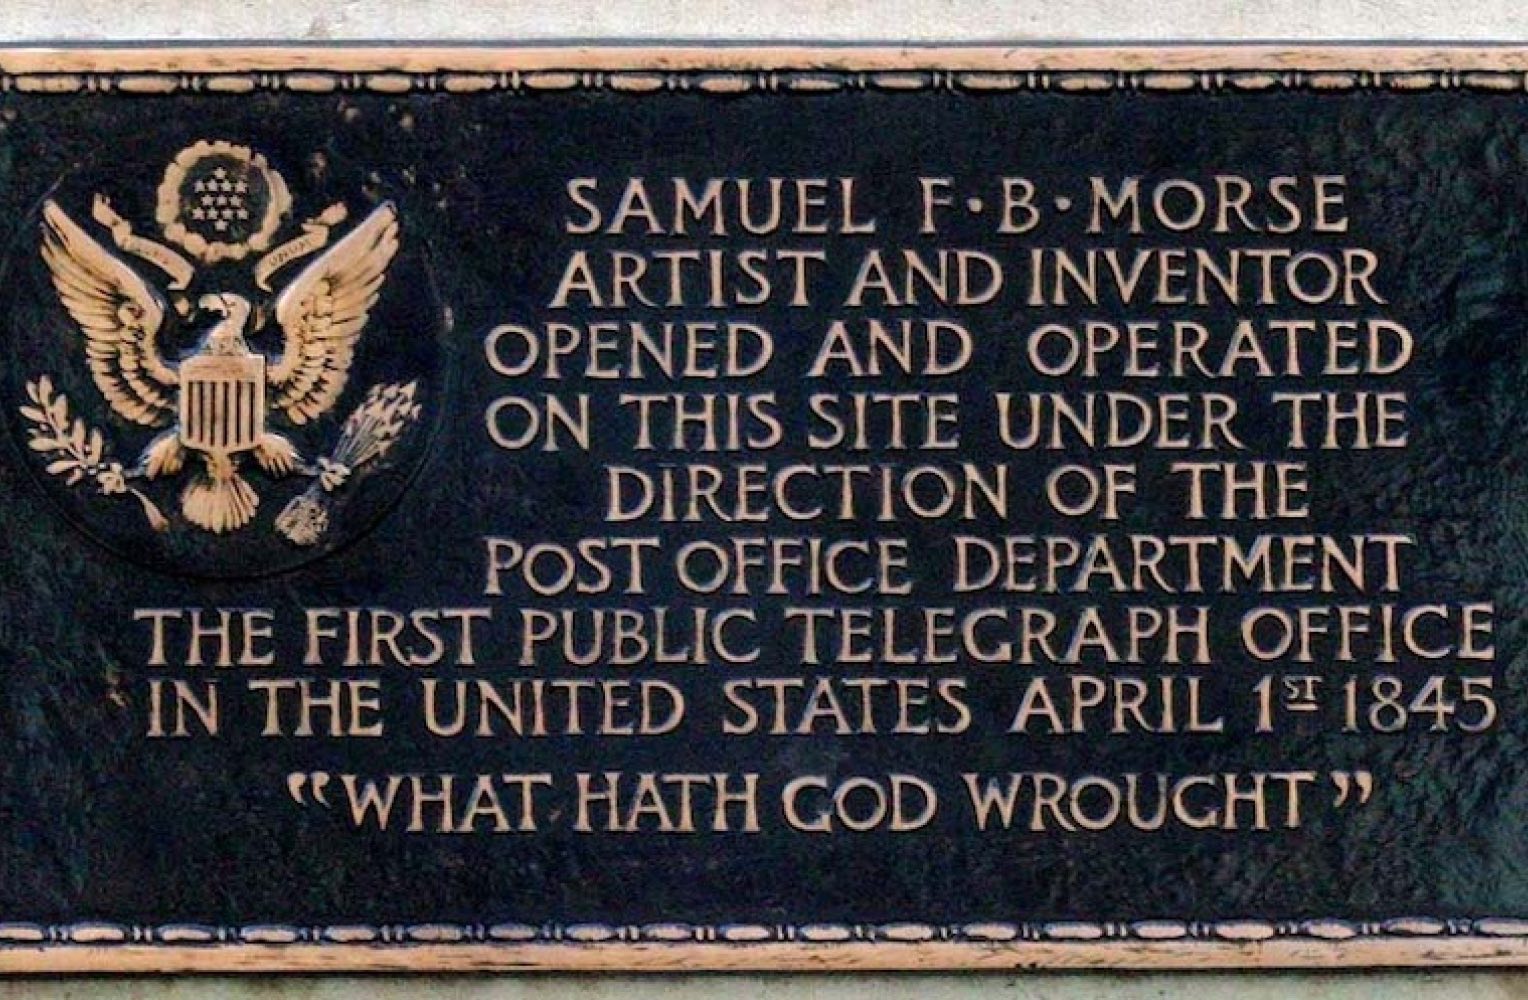 SAMUEL F·B·MORSE
ARTIST AND INVENTOR
OPENED AND OPERATED
ON THIS SITE UNDER THE
DIRECTION OF THE
POST OFFICE DEPARTMENT
THE FIRST PUBLIC TELEGRAPH OFFICE
IN THE UNITED STATES APRIL 1ST 1845
"WHAT HATH GOD WROUGHT"